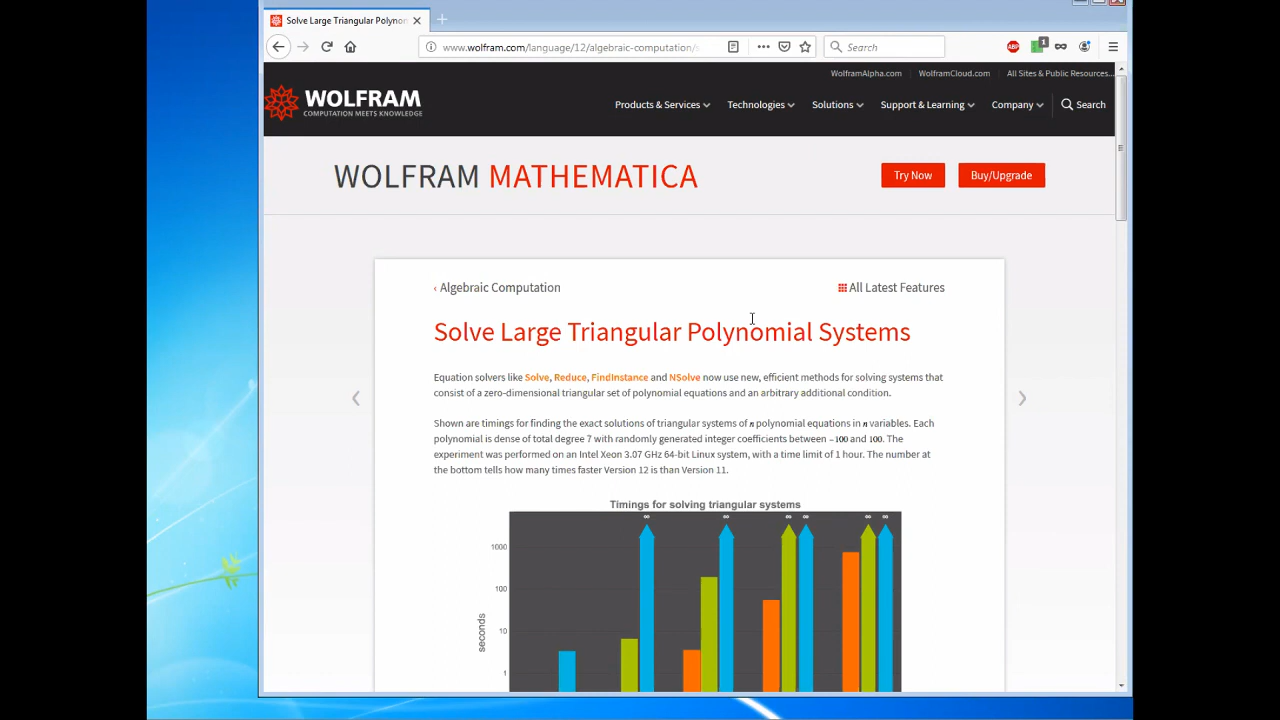 Solve Large Triangular Polynom
www.wolfram.com/language/12/algebraic-computation/s
Search
ABP
1
WolframAlpha.com
WolframCloud.com
All Sites & Public Resources...
WOLFRAM
COMPUTATION MEETS KNOWLEDGE
Products & Services
Technologies
Solutions
Support & Learning
Company
Search
WOLFRAM MATHEMATICA
Try Now
Buy/Upgrade
‹ Algebraic Computation
All Latest Features
Solve Large Triangular Polynomial Systems
Equation solvers like Solve, Reduce, FindInstance and NSolve now use new, efficient methods for solving systems that
consist of a zero-dimensional triangular set of polynomial equations and an arbitrary additional condition.
Shown are timings for finding the exact solutions of triangular systems of n polynomial equations in n variables. Each
polynomial is dense of total degree 7 with randomly generated integer coefficients between -100 and 100. The
experiment was performed on an Intel Xeon 3.07 GHz 64-bit Linux system, with a time limit of 1 hour. The number at
the bottom tells how many times faster Version 12 is than Version 11.
Timings for solving triangular systems
∞ ∞ ∞ ∞ ∞ ∞
1000
100
10
1
seconds